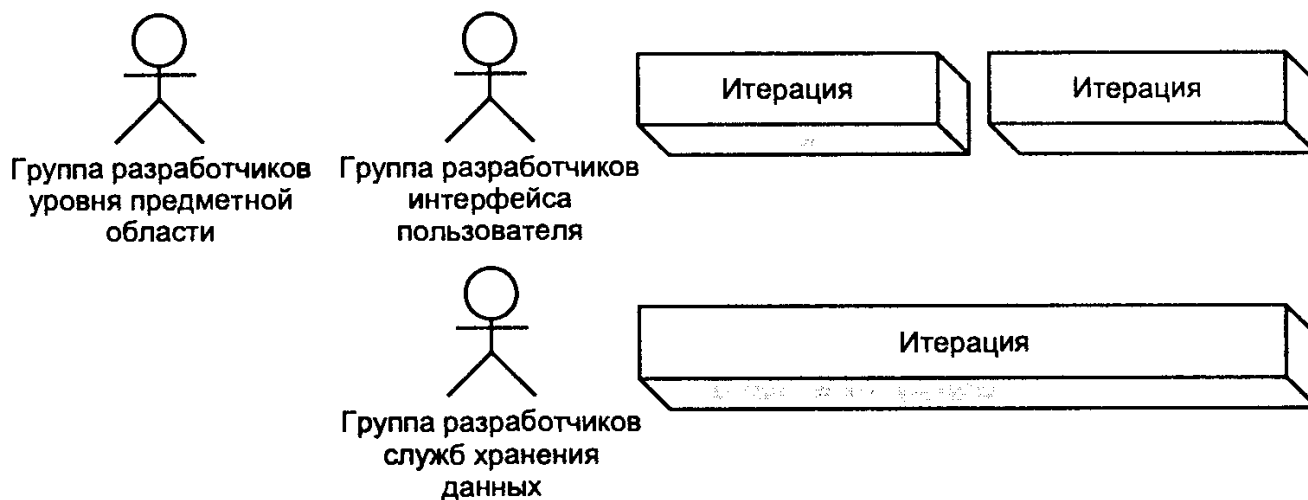 Итерация
Итерация
Группа разработчиков
уровня предметной
области
Группа разработчиков
интерфейса
пользователя
Итерация
Группа разработчиков
служб хранения
данных